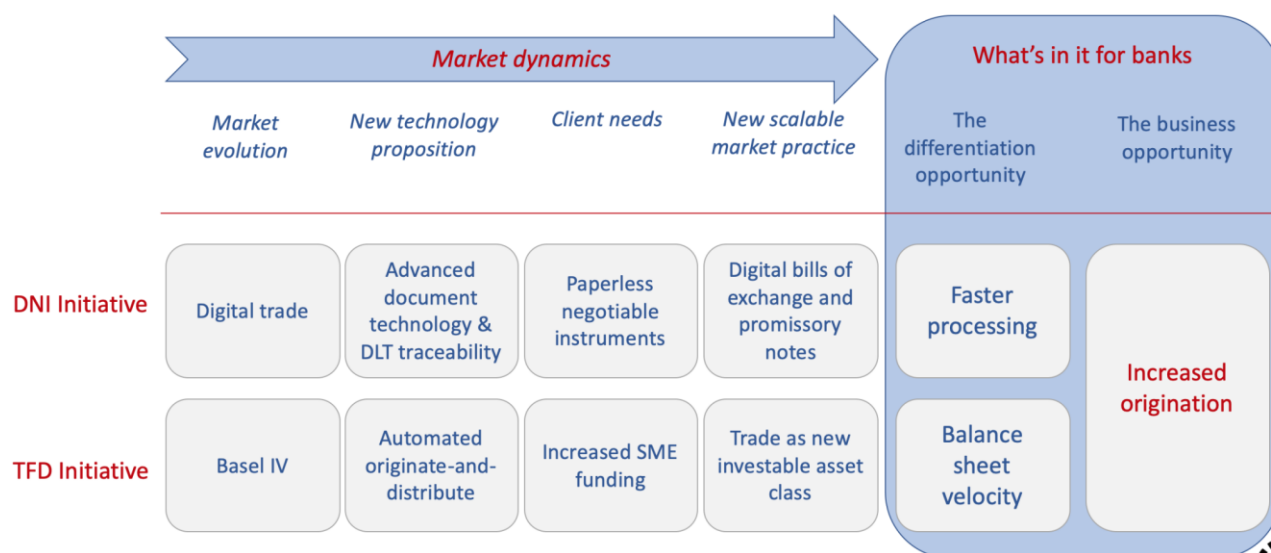 Market dynamics
What's in it for banks
Market
evolution
New technology
proposition
Client needs
New scalable
market practice
The
differentiation
opportunity
The business
opportunity
DNI Initiative
Digital trade
Advanced
document
technology &
DLT traceability
Paperless
negotiable
instruments
Digital bills of
exchange and
promissory
notes
Faster
processing
Increased
origination
TFD Initiative
Basel IV
Automated
originate-and-
distribute
Increased SME
funding
Trade as new
investable asset
class
Balance
sheet
velocity